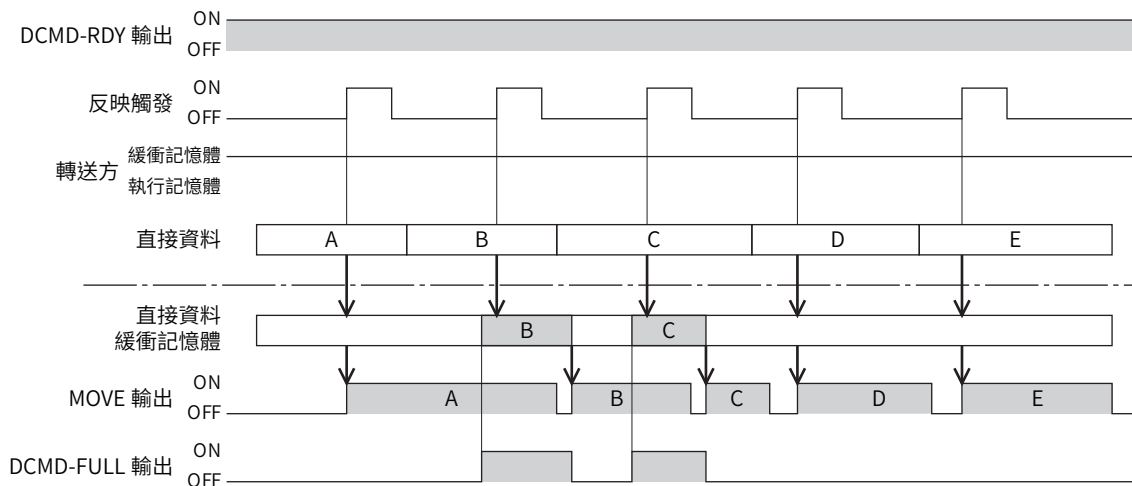 DCMD-RDY 輸出 ON
OFF
反映觸發 ON
OFF
轉送方 緩衝記憶體
執行記憶體
直接資料 A B C D E
直接資料
緩衝記憶體 B C
MOVE 輸出 ON
OFF
A B C D E
DCMD-FULL 輸出 ON
OFF